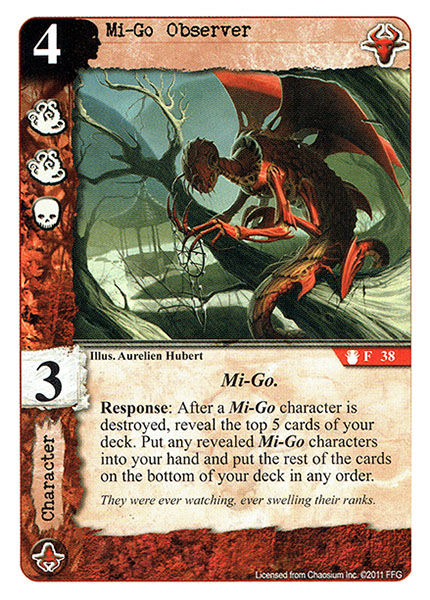 4
Mi-Go Observer
Illus. Aurelien Hubert
F 38
3
Mi-Go.
Response: After a Mi-Go character is
destroyed, reveal the top 5 cards of your
deck. Put any revealed Mi-Go characters
into your hand and put the rest of the cards
on the bottom of your deck in any order.
They were ever watching, ever swelling their ranks.
Character
Licensed from Chaosium Inc. ©2011 FFG